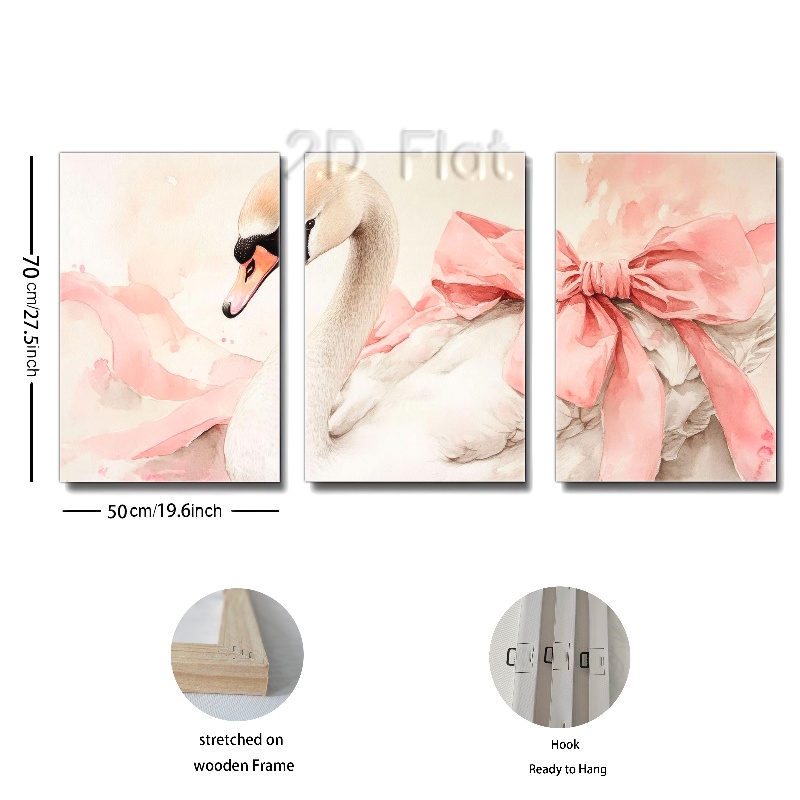 2D Flat
70 cm/27.5inch
50cm/19.6inch
stretched on
wooden Frame
Hook
Ready to Hang